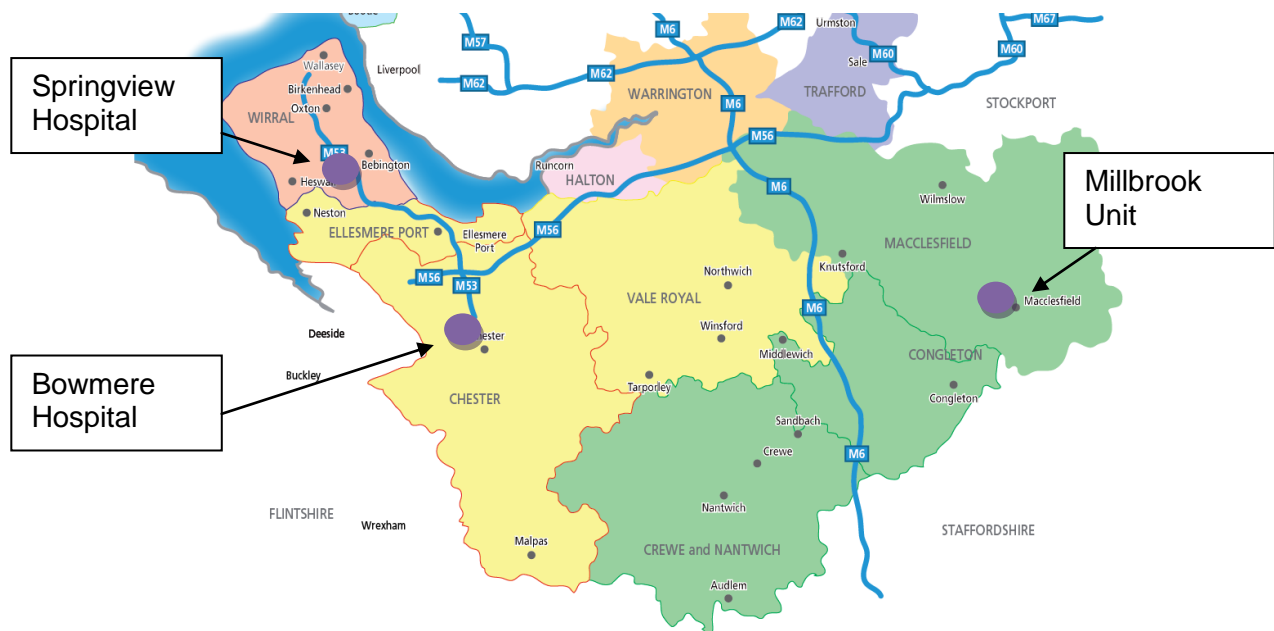 Springview
Hospital
Bowmere
Hospital
Millbrook
Unit
M57
M62
M62
M6
M62
Urmston
M60
Sale
M67
M60
Wallasey
Liverpool
Birkenhead
Oxton
WIRRAL
M53
Bebington
Neston
ELLESMERE PORT
Ellesmere
Port
WARRINGTON
TRAFFORD
STOCKPORT
M6
M56
Runcorn
HALTON
M6
M56
M56
M53
Wilmslow
MACCLESFIELD
Knutsford
Northwich
VALE ROYAL
M6
Macclesfield
Winsford
Middlewich
CONGLETON
Congleton
Deeside
Buckley
Tarporley
CHESTER
Sandbach
Crewe
M6
Nantwich
FLINTSHIRE
Wrexham
Malpas
CREWE and NANTWICH
STAFFORDSHIRE
Audlem